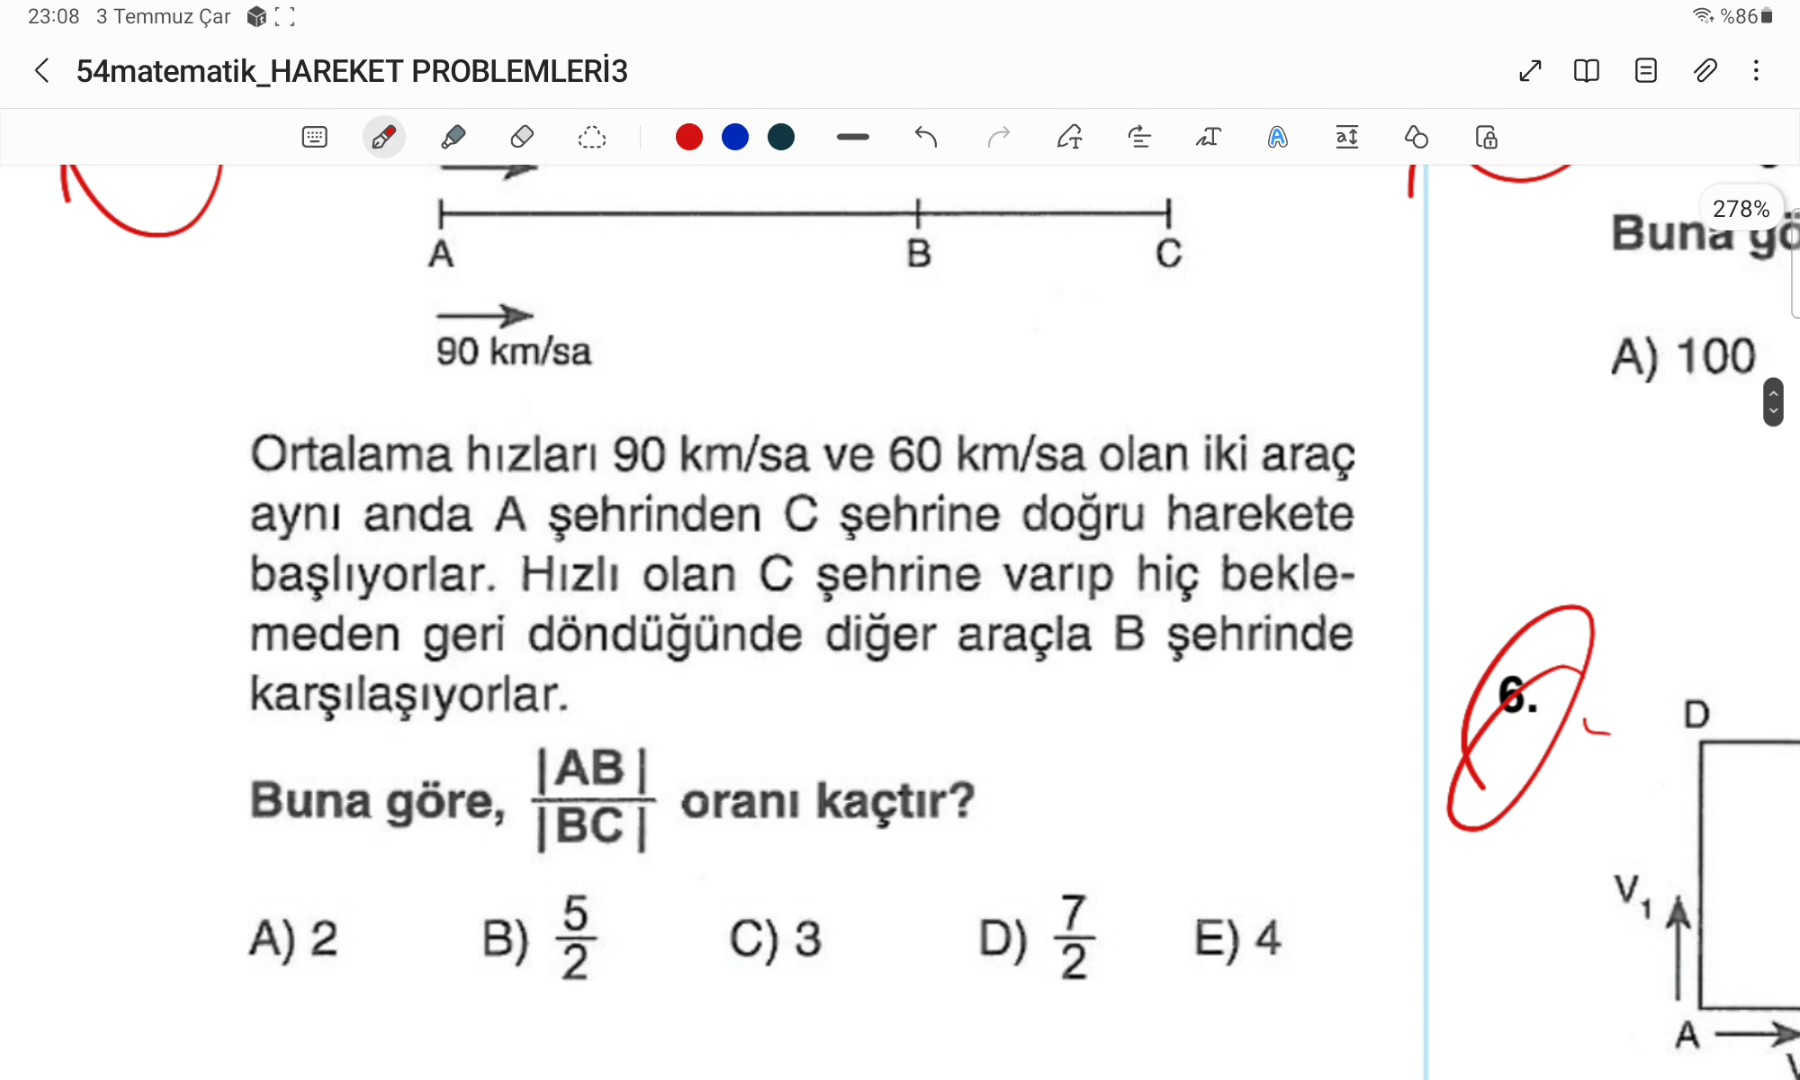 23:08 3 Temmuz Çar
%86
54matematik_HAREKET PROBLEMLERİ3
278%
A B C
90 km/sa
Ortalama hızları 90 km/sa ve 60 km/sa olan iki araç
aynı anda A şehrinden C şehrine doğru harekete
başlıyorlar. Hızlı olan C şehrine varıp hiç bekle-
meden geri döndüğünde diğer araçla B şehrinde
karşılaşıyorlar.
Buna göre, |AB| / |BC| oranı kaçtır?
A) 2 B) 5/2 C) 3 D) 7/2 E) 4
Buna gö
A) 100
6.
D
V₁
A